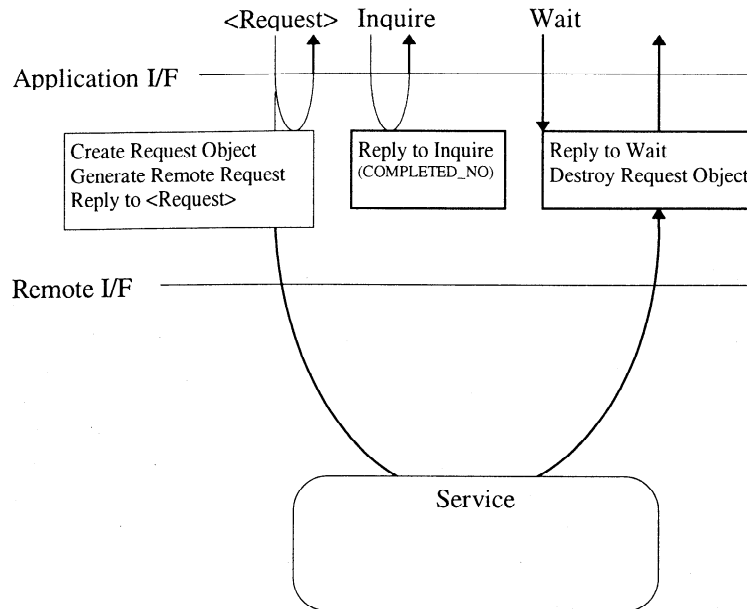 <Request> Inquire Wait
Application I/F
Create Request Object
Generate Remote Request
Reply to <Request>
Reply to Inquire
(COMPLETED_NO)
Reply to Wait
Destroy Request Object
Remote I/F
Service